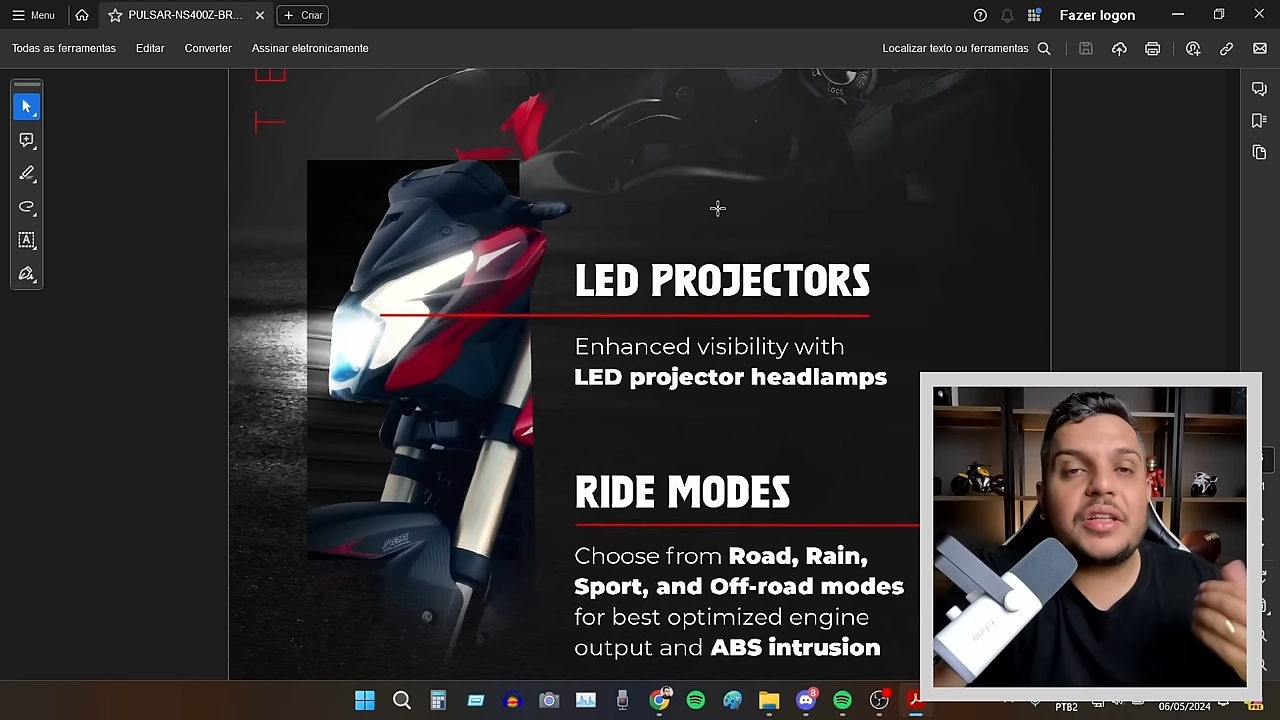 Menu
PULSAR-NS400Z-BR...
Criar
Fazer logon
Todas as ferramentas
Editar
Converter
Assinar eletronicamente
Localizar texto ou ferramentas
LOCK
LED PROJECTORS
Enhanced visibility with
LED projector headlamps
RIDE MODES
Choose from Road, Rain,
Sport, and Off-road modes
for best optimized engine
output and ABS intrusion
ABS
8
PTB2
06/05/2024